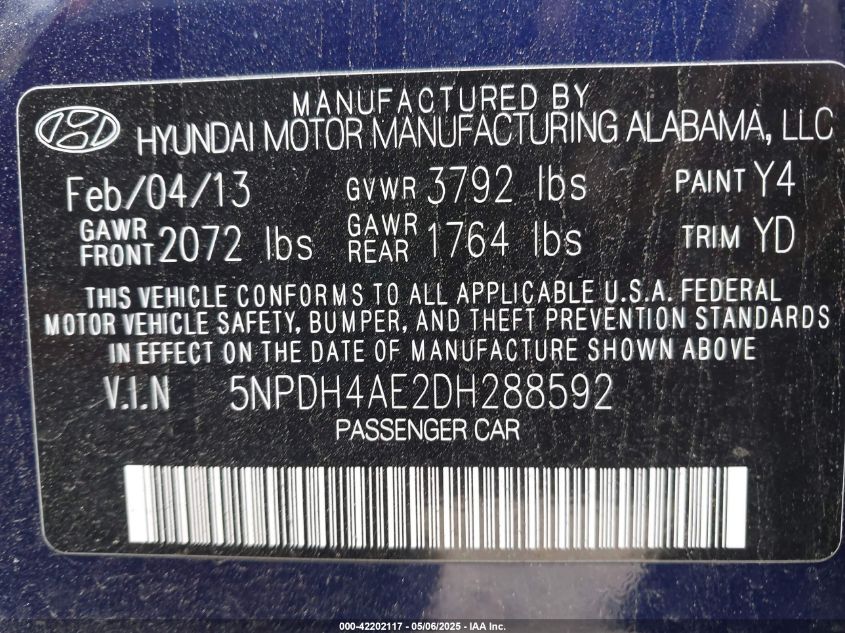 MANUFACTURED BY
HYUNDAI MOTOR MANUFACTURING ALABAMA, LLC
Feb/04/13 GVWR 3792 lbs PAINT Y4
GAWR FRONT 2072 lbs GAWR REAR 1764 lbs TRIM YD
THIS VEHICLE CONFORMS TO ALL APPLICABLE U.S.A. FEDERAL
MOTOR VEHICLE SAFETY, BUMPER, AND THEFT PREVENTION STANDARDS
IN EFFECT ON THE DATE OF MANUFACTURE SHOWN ABOVE
V.I.N 5NPDH4AE2DH288592
PASSENGER CAR
000-42202117 - 05/06/2025 - IAA Inc.